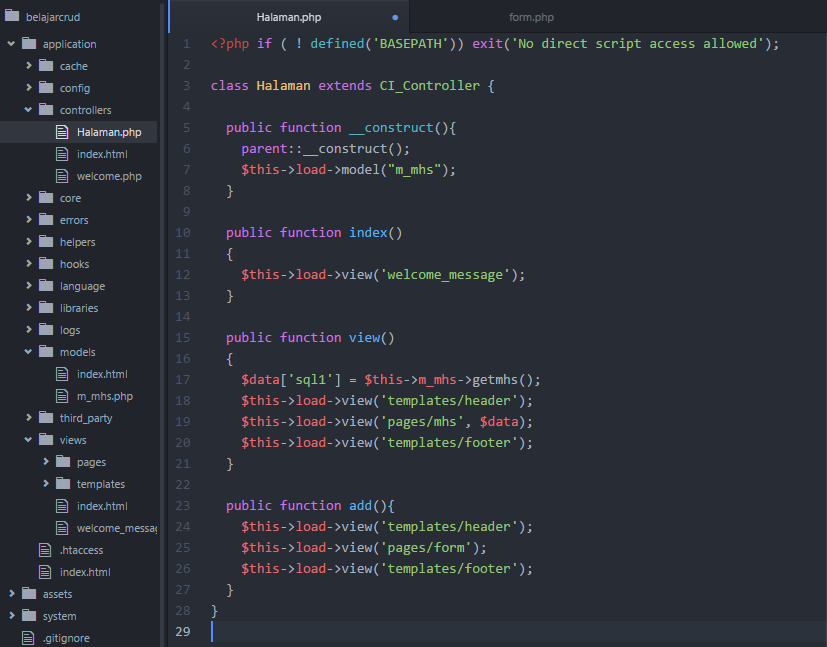 belajarcrud
application
cache
config
controllers
Halaman.php
index.html
welcome.php
core
errors
helpers
hooks
language
libraries
logs
models
index.html
m_mhs.php
third_party
views
pages
templates
index.html
welcome_messag
.htaccess
index.html
assets
system
.gitignore
Halaman.php
form.php
1 <?php if ( ! defined('BASEPATH')) exit('No direct script access allowed');
2
3 class Halaman extends CI_Controller {
4
5 public function __construct(){
6 parent::__construct();
7 $this->load->model("m_mhs");
8 }
9
10 public function index()
11 {
12 $this->load->view('welcome_message');
13 }
14
15 public function view()
16 {
17 $data['sql1'] = $this->m_mhs->getmhs();
18 $this->load->view('templates/header');
19 $this->load->view('pages/mhs', $data);
20 $this->load->view('templates/footer');
21 }
22
23 public function add(){
24 $this->load->view('templates/header');
25 $this->load->view('pages/form');
26 $this->load->view('templates/footer');
27 }
28 }
29